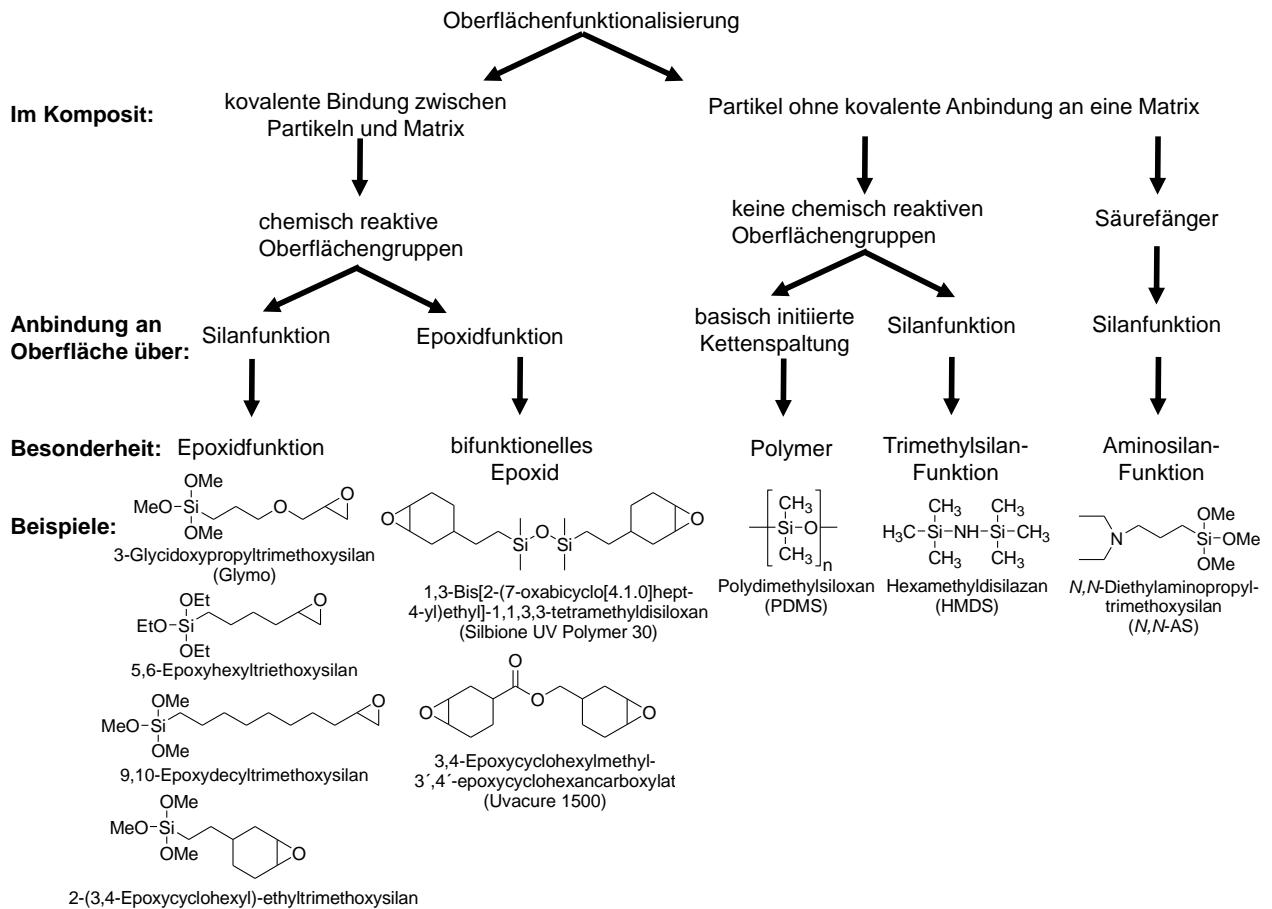 Oberflächenfunktionalisierung
Im Komposit:
kovalente Bindung zwischen
Partikeln und Matrix
Partikel ohne kovalente Anbindung an eine Matrix
chemisch reaktive
Oberflächengruppen
keine chemisch reaktiven
Oberflächengruppen
Säurefänger
Anbindung an
Oberfläche über:
Silanfunktion
Epoxidfunktion
basisch initiierte
Kettenspaltung
Silanfunktion
Silanfunktion
Besonderheit:
Epoxidfunktion
bifunktionelles
Epoxid
Polymer
Trimethylsilan-
Funktion
Aminosilan-
Funktion
Beispiele:
OMe
MeO-Si
OMe
O
O
3-Glycidoxypropyltrimethoxysilan
(Glymo)
OEt
EtO-Si
OEt
O
5,6-Epoxyhexyltriethoxysilan
OMe
MeO-Si
OMe
O
9,10-Epoxydecyltrimethoxysilan
OMe
MeO-Si
OMe
O
2-(3,4-Epoxycyclohexyl)-ethyltrimethoxysilan
O
Si O Si
O
1,3-Bis[2-(7-oxabicyclo[4.1.0]hept-
4-yl)ethyl]-1,1,3,3-tetramethyldisiloxan
(Silbione UV Polymer 30)
O
O
O
O
3,4-Epoxycyclohexylmethyl-
3´,4´-epoxycyclohexancarboxylat
(Uvacure 1500)
CH3
Si-O
CH3
n
Polydimethylsiloxan
(PDMS)
CH3 CH3
H3C-Si-NH-Si-CH3
CH3 CH3
Hexamethyldisilazan
(HMDS)
N
OMe
Si-OMe
OMe
N,N-Diethylaminopropyl-
trimethoxysilan
(N,N-AS)